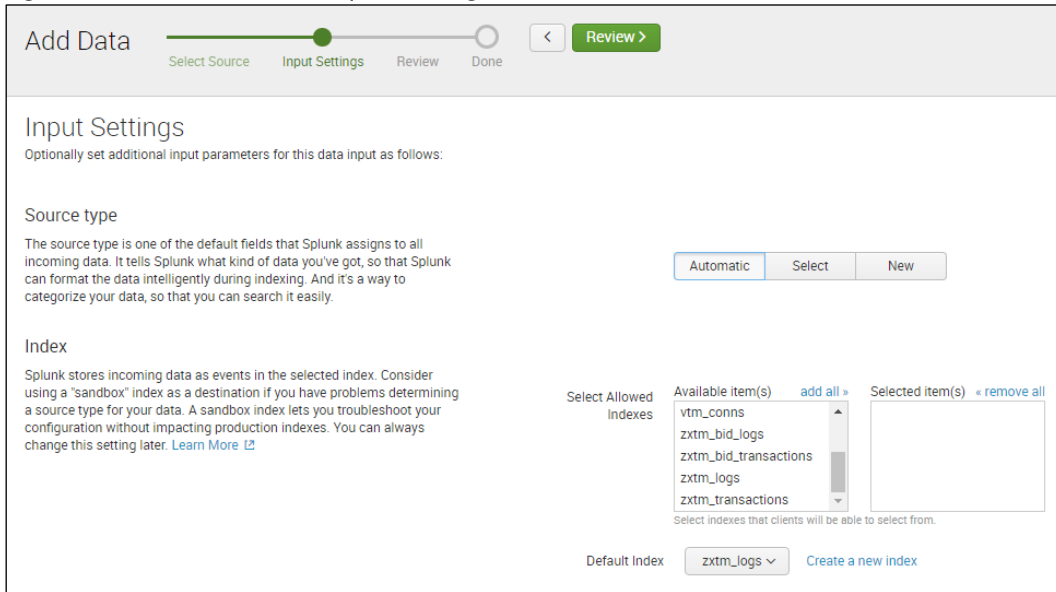 Add Data
Select Source
Input Settings
Review
Done
<
Review >
Input Settings
Optionally set additional input parameters for this data input as follows:
Source type
The source type is one of the default fields that Splunk assigns to all
incoming data. It tells Splunk what kind of data you've got, so that Splunk
can format the data intelligently during indexing. And it's a way to
categorize your data, so that you can search it easily.
Automatic
Select
New
Index
Splunk stores incoming data as events in the selected index. Consider
using a "sandbox" index as a destination if you have problems determining
a source type for your data. A sandbox index lets you troubleshoot your
configuration without impacting production indexes. You can always
change this setting later. Learn More
Select Allowed
Indexes
Available item(s)
add all »
Selected item(s)
« remove all
vtm_conns
zxtm_bid_logs
zxtm_bid_transactions
zxtm_logs
zxtm_transactions
Select indexes that clients will be able to select from.
Default Index
zxtm_logs
Create a new index